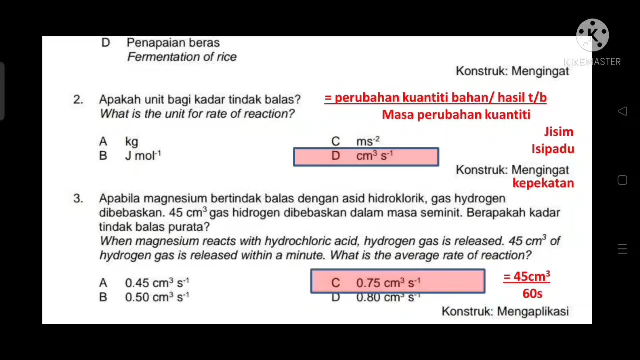 D Penapaian beras
Fermentation of rice
KINEMASTER
Konstruk: Mengingat
2. Apakah unit bagi kadar tindak balas? = perubahan kuantiti bahan/ hasil t/b
What is the unit for rate of reaction? Masa perubahan kuantiti
Jisim
A kg C ms⁻²
Isipadu
B J mol⁻¹ D cm³ s⁻¹
Konstruk: Mengingat
kepekatan
3. Apabila magnesium bertindak balas dengan asid hidroklorik, gas hydrogen
dibebaskan. 45 cm³ gas hidrogen dibebaskan dalam masa seminit. Berapakah kadar
tindak balas purata?
When magnesium reacts with hydrochloric acid, hydrogen gas is released. 45 cm³ of
hydrogen gas is released within a minute. What is the average rate of reaction?
A 0.45 cm³ s⁻¹ C 0.75 cm³ s⁻¹ = 45cm³
B 0.50 cm³ s⁻¹ D 0.80 cm³ s⁻¹ 60s
Konstruk: Mengaplikasi